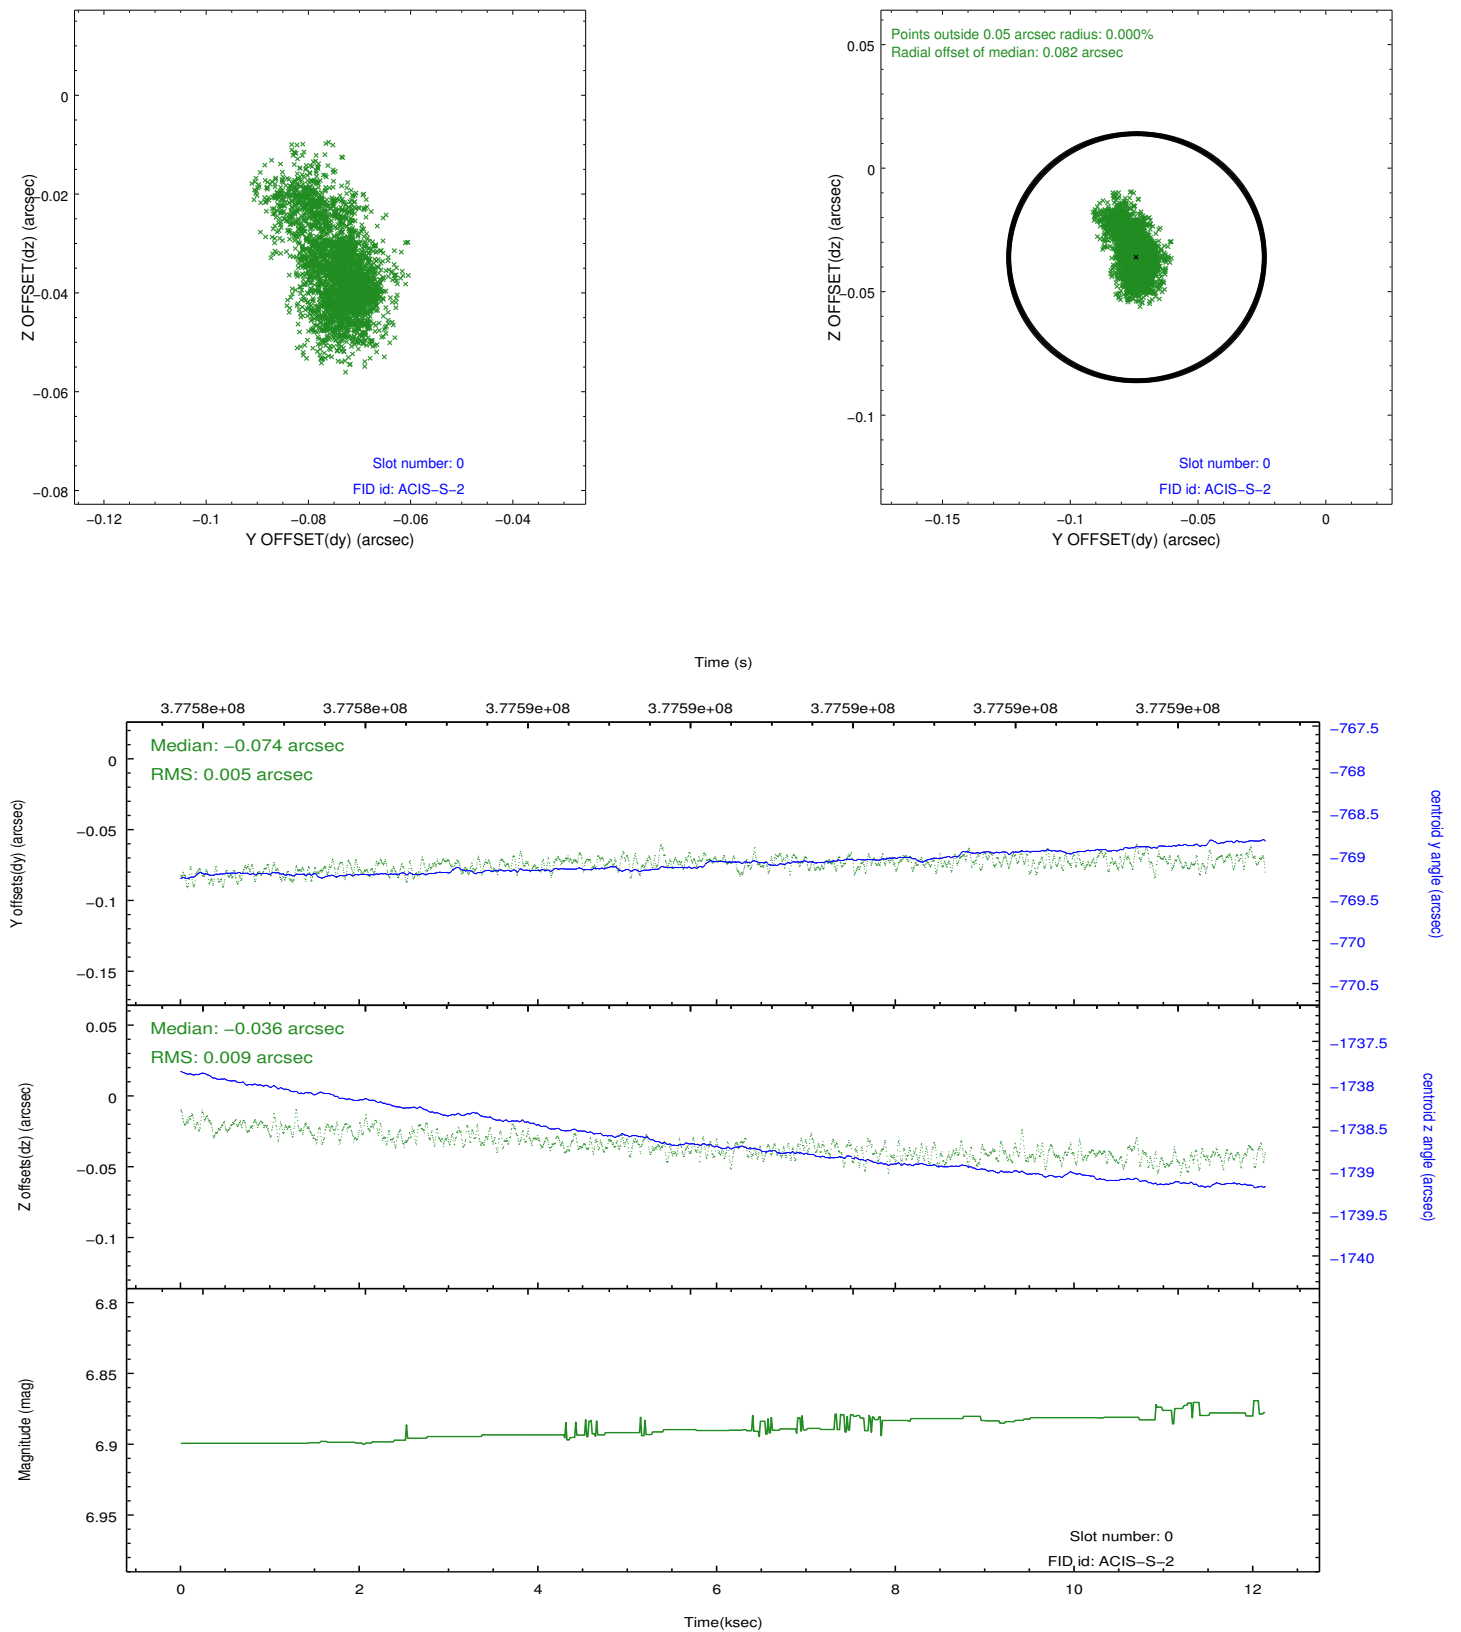 0
−0.02
−0.04
−0.06
−0.08
Z OFFSET(dz) (arcsec)
−0.12
−0.1
−0.08
−0.06
−0.04
Y OFFSET(dy) (arcsec)
Slot number: 0
FID id: ACIS−S−2
Points outside 0.05 arcsec radius: 0.000%
Radial offset of median: 0.082 arcsec
0.05
0
−0.05
−0.1
Z OFFSET(dz) (arcsec)
Slot number: 0
FID id: ACIS−S−2
−0.15
−0.1
−0.05
0
Y OFFSET(dy) (arcsec)
Time (s)
3.7758e+08
3.7758e+08
3.7759e+08
3.7759e+08
3.7759e+08
3.7759e+08
3.7759e+08
Median: −0.074 arcsec
RMS: 0.005 arcsec
0
−0.05
−0.1
−0.15
Y offsets(dy) (arcsec)
−767.5
−768
−768.5
−769
−769.5
−770
−770.5
centroid y angle (arcsec)
Median: −0.036 arcsec
RMS: 0.009 arcsec
0.05
0
−0.05
−0.1
Z offsets(dz) (arcsec)
−1737.5
−1738
−1738.5
−1739
−1739.5
−1740
centroid z angle (arcsec)
6.8
6.85
6.9
6.95
Magnitude (mag)
Slot number: 0
FID id: ACIS−S−2
0
2
4
6
8
10
12
Time(ksec)